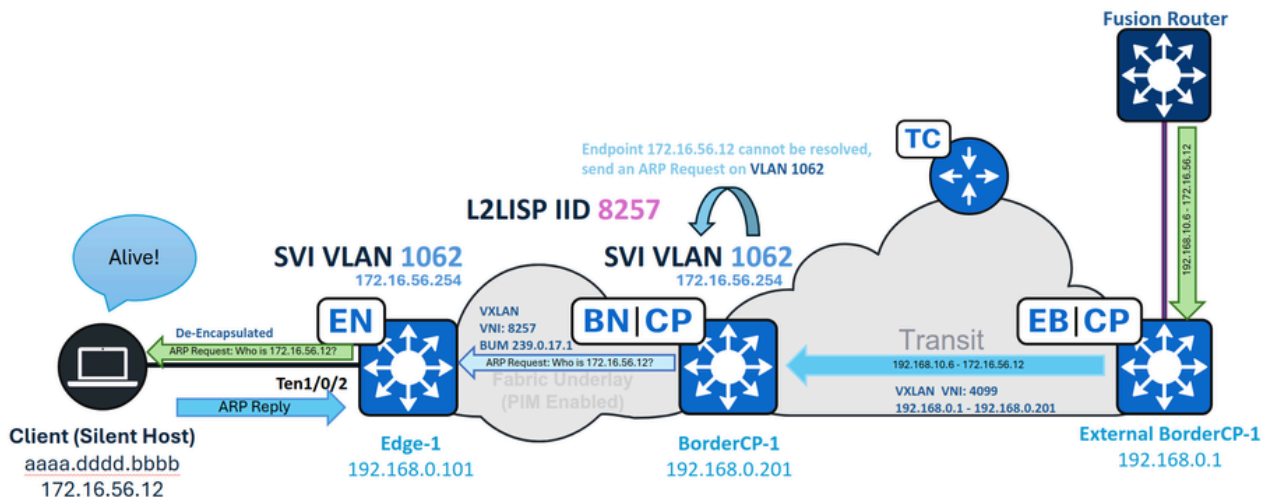 Fusion Router
192.168.10.6 - 172.16.56.12
TC
Endpoint 172.16.56.12 cannot be resolved,
send an ARP Request on VLAN 1062
L2LISP IID 8257
Alive!
SVI VLAN 1062
172.16.56.254
SVI VLAN 1062
172.16.56.254
EN
VXLAN
VNI: 8257
BUM 239.0.17.1
BN|CP
EB|CP
De-Encapsulated
ARP Request: Who is 172.16.56.12?
ARP Request: Who is 172.16.56.12?
Fabric Underlay
(PIM Enabled)
Transit
192.168.10.6 - 172.16.56.12
VXLAN VNI: 4099
192.168.0.1 - 192.168.0.201
Ten1/0/2
ARP Reply
Client (Silent Host)
aaaa.dddd.bbbb
172.16.56.12
Edge-1
192.168.0.101
BorderCP-1
192.168.0.201
External BorderCP-1
192.168.0.1